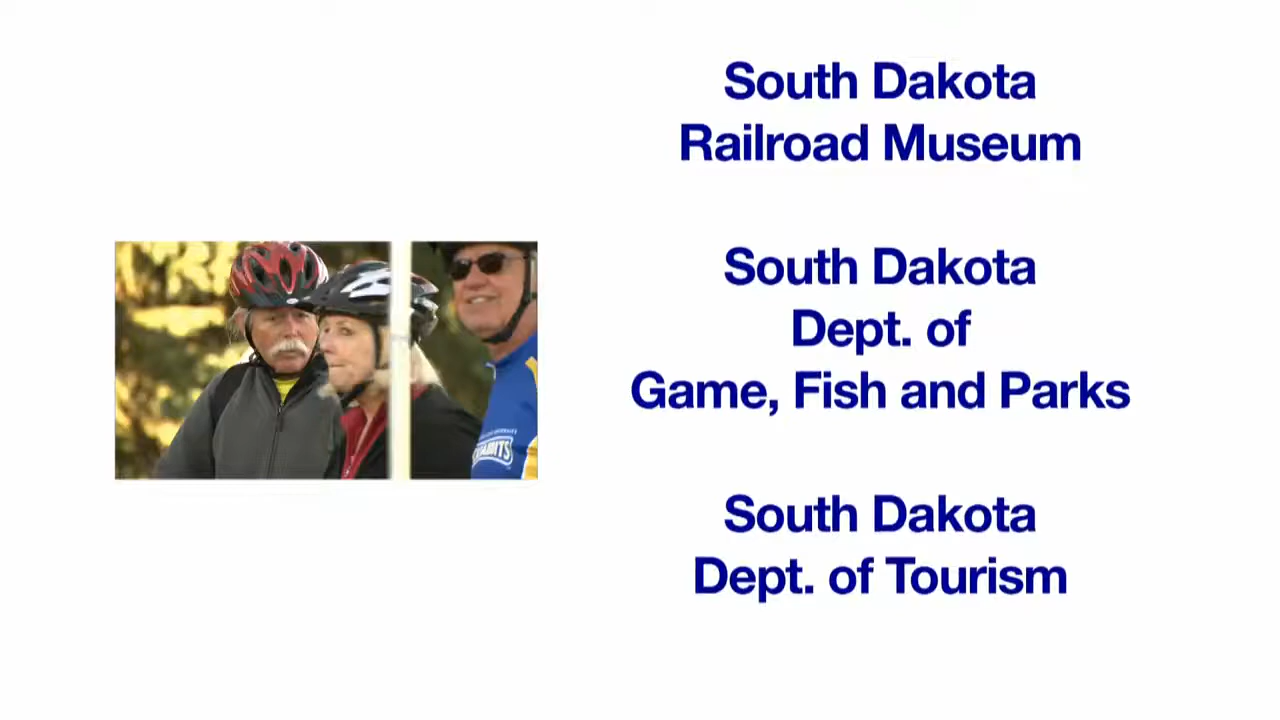 South Dakota
Railroad Museum
South Dakota
Dept. of
Game, Fish and Parks
South Dakota
Dept. of Tourism